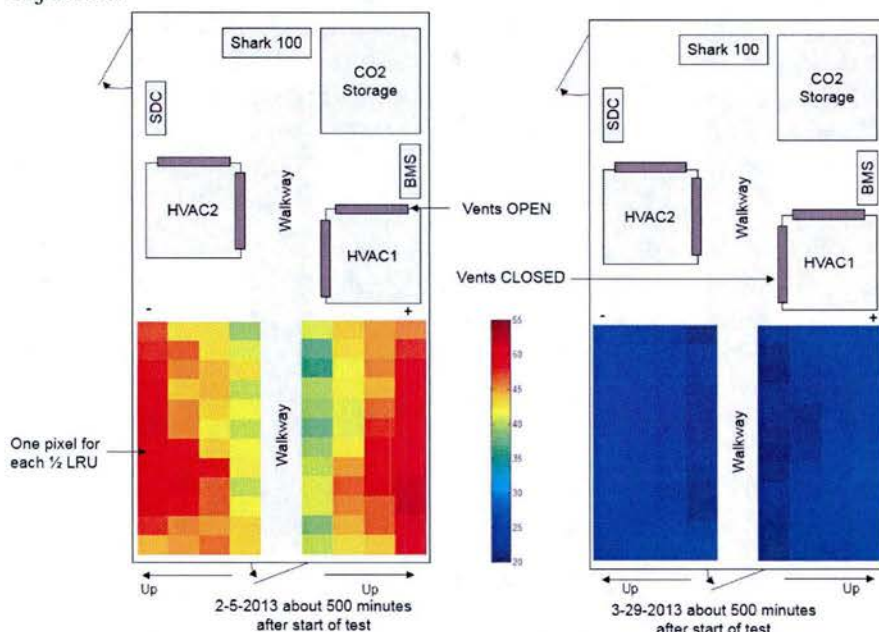 Shark 100
CO2
Storage
SDC
BMS
HVAC2
Walkway
HVAC1
-
+
Walkway
One pixel for
each ½ LRU
Up
Up
2-5-2013 about 500 minutes
after start of test
Vents OPEN
Vents CLOSED
55
50
45
40
35
30
25
20
Shark 100
CO2
Storage
SDC
BMS
HVAC2
Walkway
HVAC1
-
+
Walkway
Up
Up
3-29-2013 about 500 minutes
after start of test